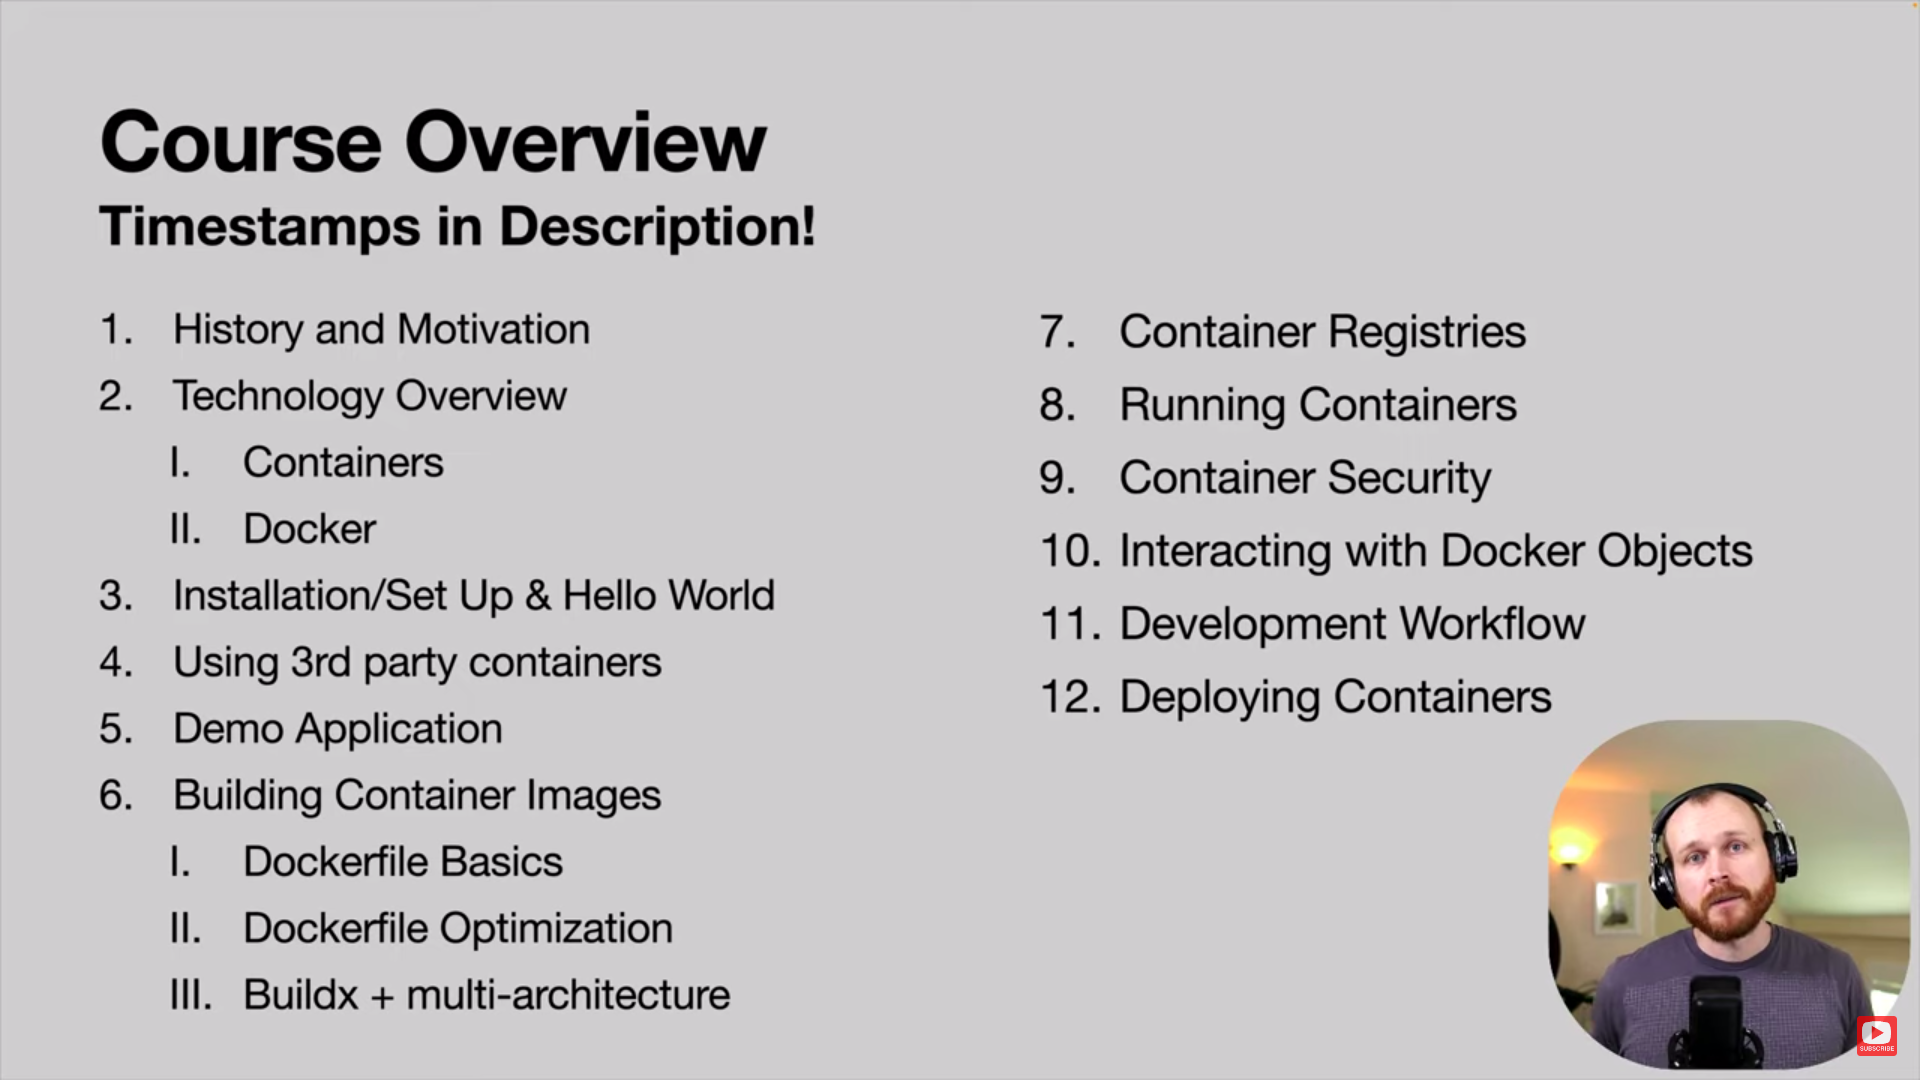 Course Overview
Timestamps in Description!
1. History and Motivation
2. Technology Overview
I. Containers
II. Docker
3. Installation/Set Up & Hello World
4. Using 3rd party containers
5. Demo Application
6. Building Container Images
I. Dockerfile Basics
II. Dockerfile Optimization
III. Buildx + multi-architecture
7. Container Registries
8. Running Containers
9. Container Security
10. Interacting with Docker Objects
11. Development Workflow
12. Deploying Containers
SUBSCRIBE